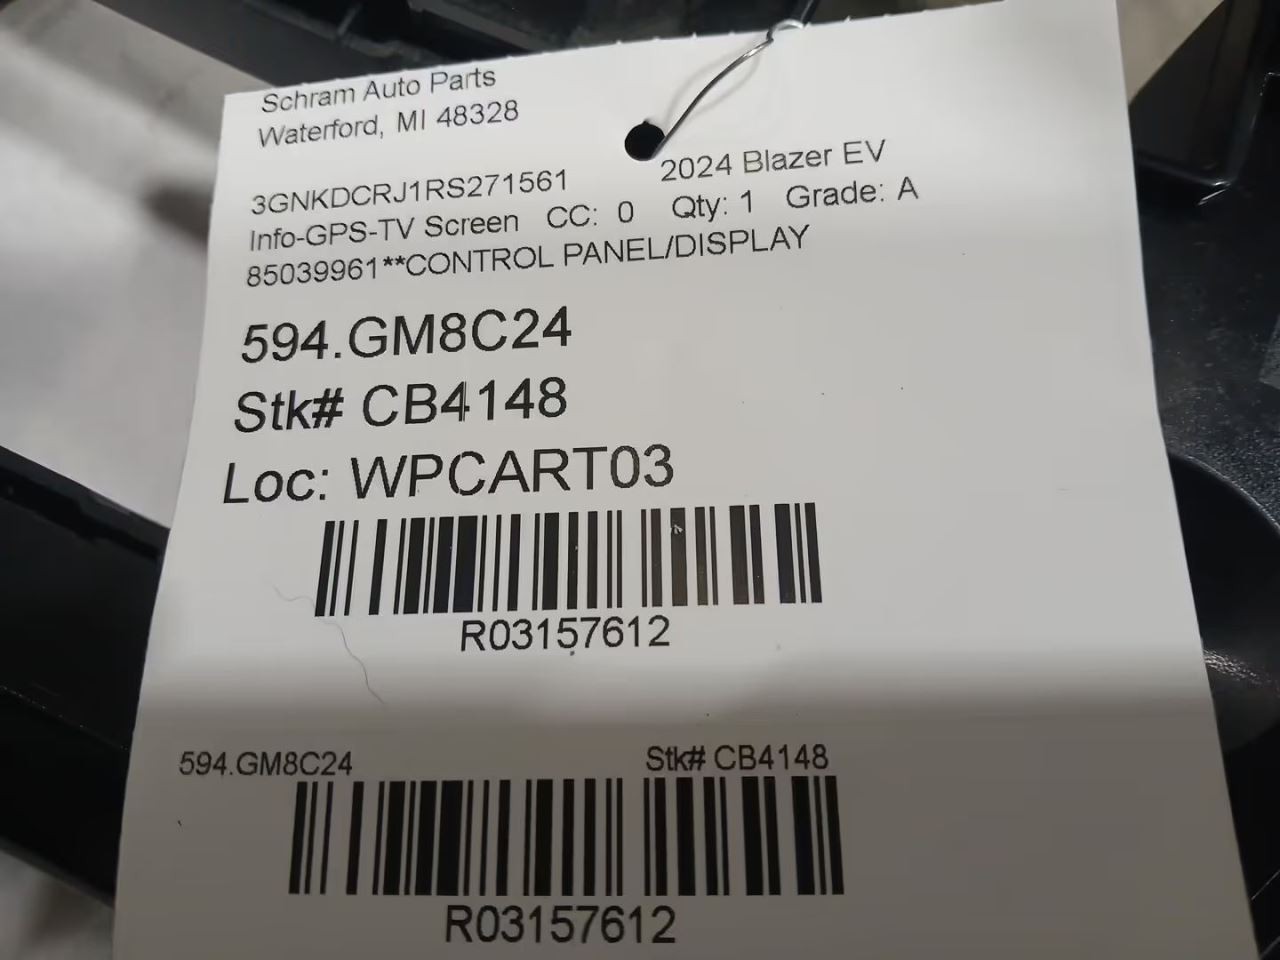 Schram Auto Parts
Waterford, MI 48328
3GNKDCRJ1RS271561 2024 Blazer EV
Info-GPS-TV Screen CC: 0 Qty: 1 Grade: A
85039961**CONTROL PANEL/DISPLAY
594.GM8C24
Stk# CB4148
Loc: WPCART03
R03157612
594.GM8C24 Stk# CB4148
R03157612